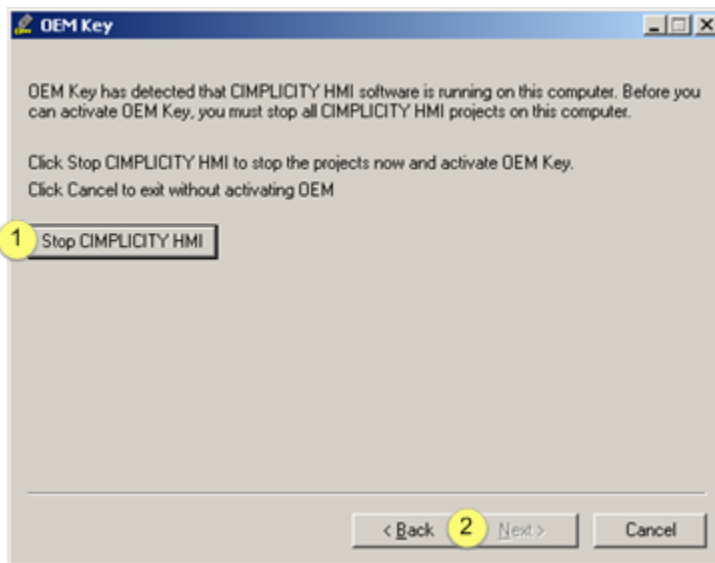 OEM Key
OEM Key has detected that CIMPLICITY HMI software is running on this computer. Before you
can activate OEM Key, you must stop all CIMPLICITY HMI projects on this computer.
Click Stop CIMPLICITY HMI to stop the projects now and activate OEM Key.
Click Cancel to exit without activating OEM
1 Stop CIMPLICITY HMI
< Back 2 Next > Cancel